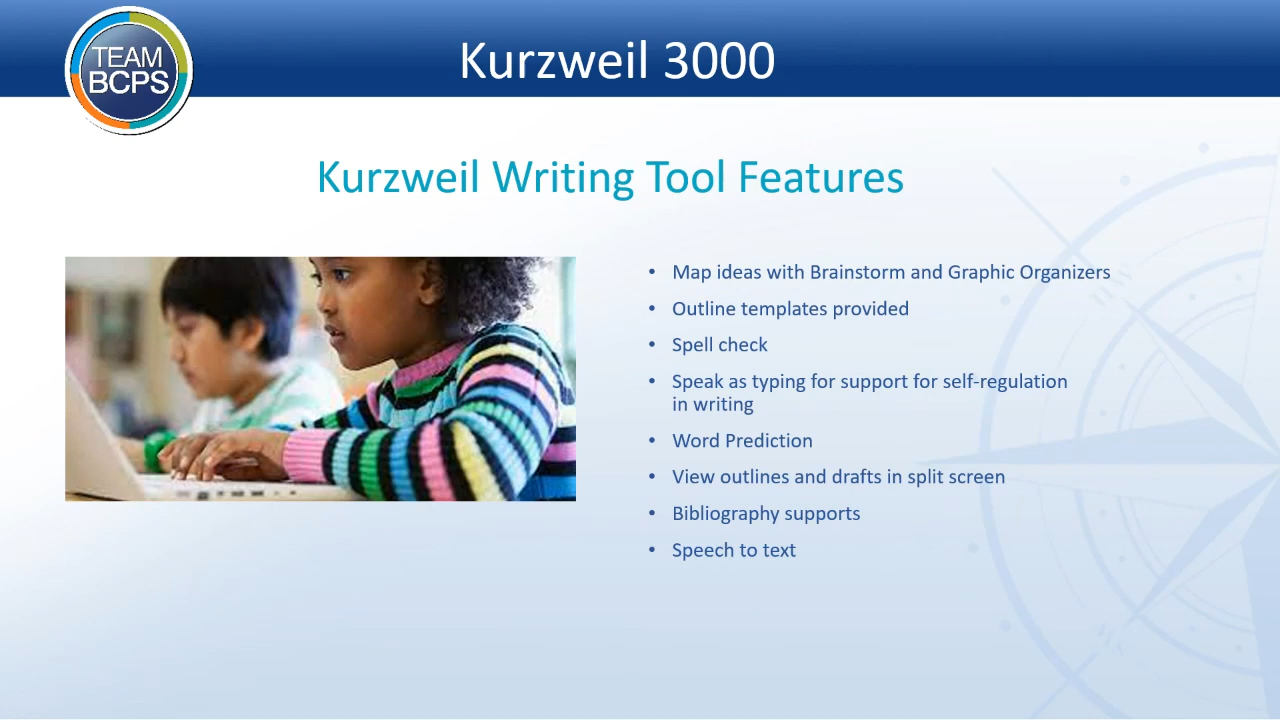 TEAM
BCPS
Kurzweil 3000
Kurzweil Writing Tool Features
• Map ideas with Brainstorm and Graphic Organizers
• Outline templates provided
• Spell check
• Speak as typing for support for self-regulation
in writing
• Word Prediction
• View outlines and drafts in split screen
• Bibliography supports
• Speech to text